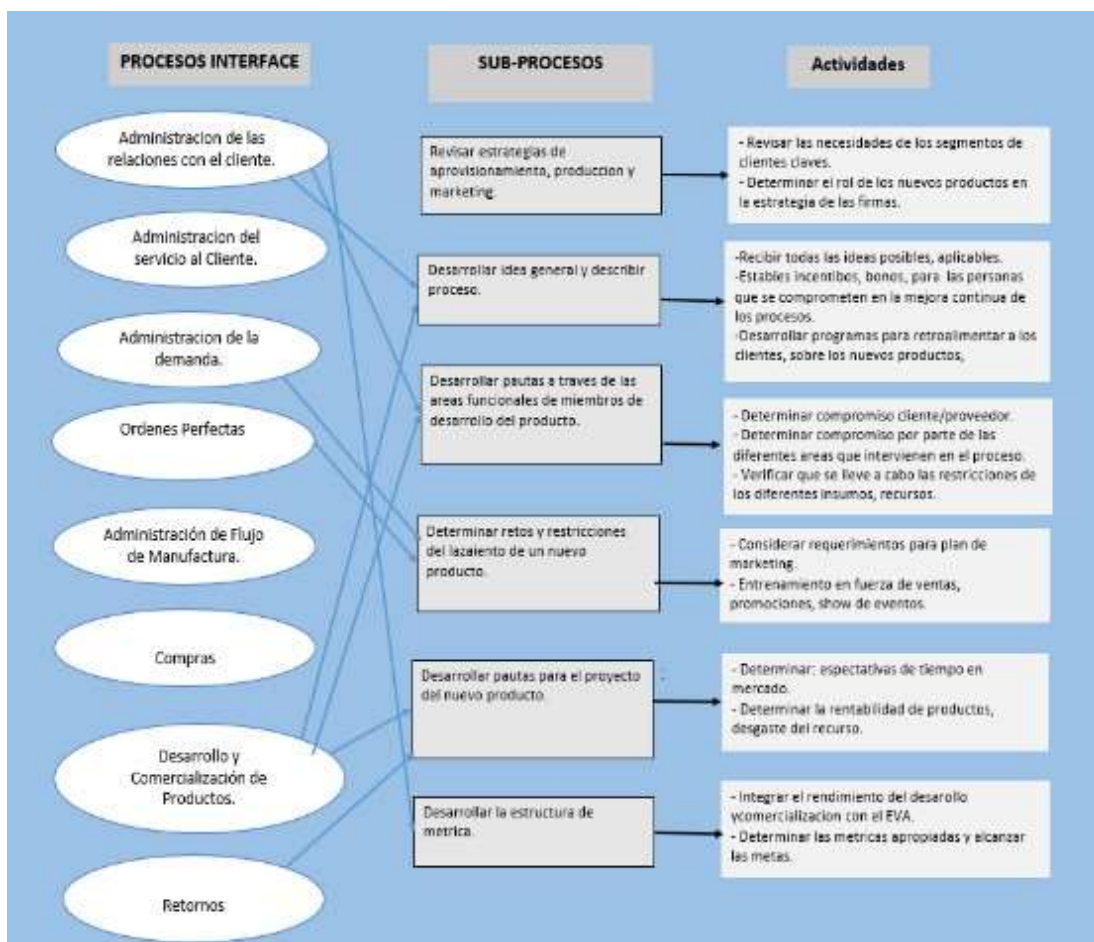 PROCESOS INTERFACE
SUB-PROCESOS
Actividades
Administracion de las
relaciones con el cliente.
Administracion del
servicio al Cliente.
Administracion de la
demanda.
Ordenes Perfectas
Administración de Flujo
de Manufactura.
Compras
Desarrollo y
Comercialización de
Productos.
Retornos
Revisar estrategias de
aprovisionamiento, produccion y
marketing.
Desarrollar idea general y describir
proceso.
Desarrollar pautas a traves de las
areas funcionales de miembros de
desarrollo del producto.
Determinar retos y restricciones
del lazaiento de un nuevo
producto.
Desarrollar pautas para el proyecto
del nuevo producto.
Desarrollar la estructura de
metrica.
- Revisar las necesidades de los segmentos de
clientes claves.
- Determinar el rol de los nuevos productos en
la estrategia de las firmas.
-Recibir todas las ideas posibles, aplicables.
-Estables incentibos, bonos, para las personas
que se comprometen en la mejora continua de
los procesos.
-Desarrollar programas para retroalimentar a los
clientes, sobre los nuevos productos,
- Determinar compromiso cliente/proveedor.
- Determinar compromiso por parte de las
diferentes areas que intervienen en el proceso.
- Verificar que se lleve a cabo las restricciones de
los diferentes insumos, recursos.
- Considerar requerimientos para plan de
marketing.
- Entrenamiento en fuerza de ventas,
promociones, show de eventos.
- Determinar: espectativas de tiempo en
mercado.
- Determinar la rentabilidad de productos,
desgaste del recurso.
- Integrar el rendimiento del desarollo
ycomercializacion con el EVA.
- Determinar las metricas apropiadas y alcanzar
las metas.